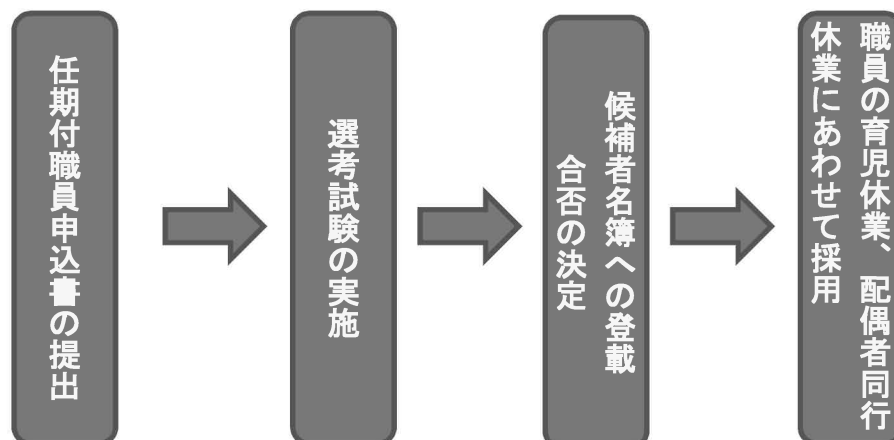 任期付職員申込書の提出
選考試験の実施
候補者名簿への登載
合否の決定
職員の育児休業、配偶者同行
休業にあわせて採用